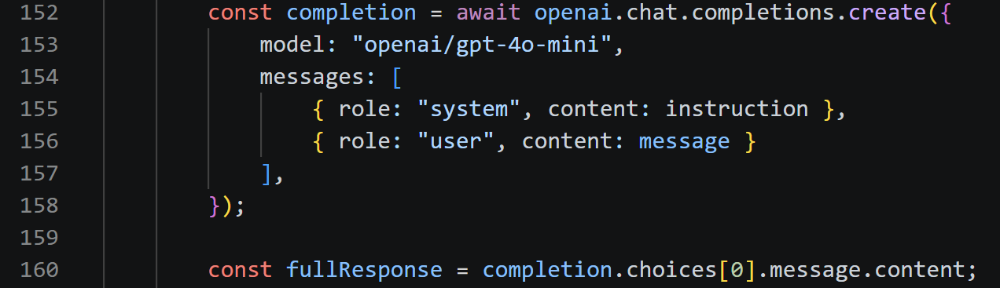 152 const completion = await openai.chat.completions.create({
153 model: "openai/gpt-4o-mini",
154 messages: [
155 { role: "system", content: instruction },
156 { role: "user", content: message }
157 ],
158 });
159
160 const fullResponse = completion.choices[0].message.content;